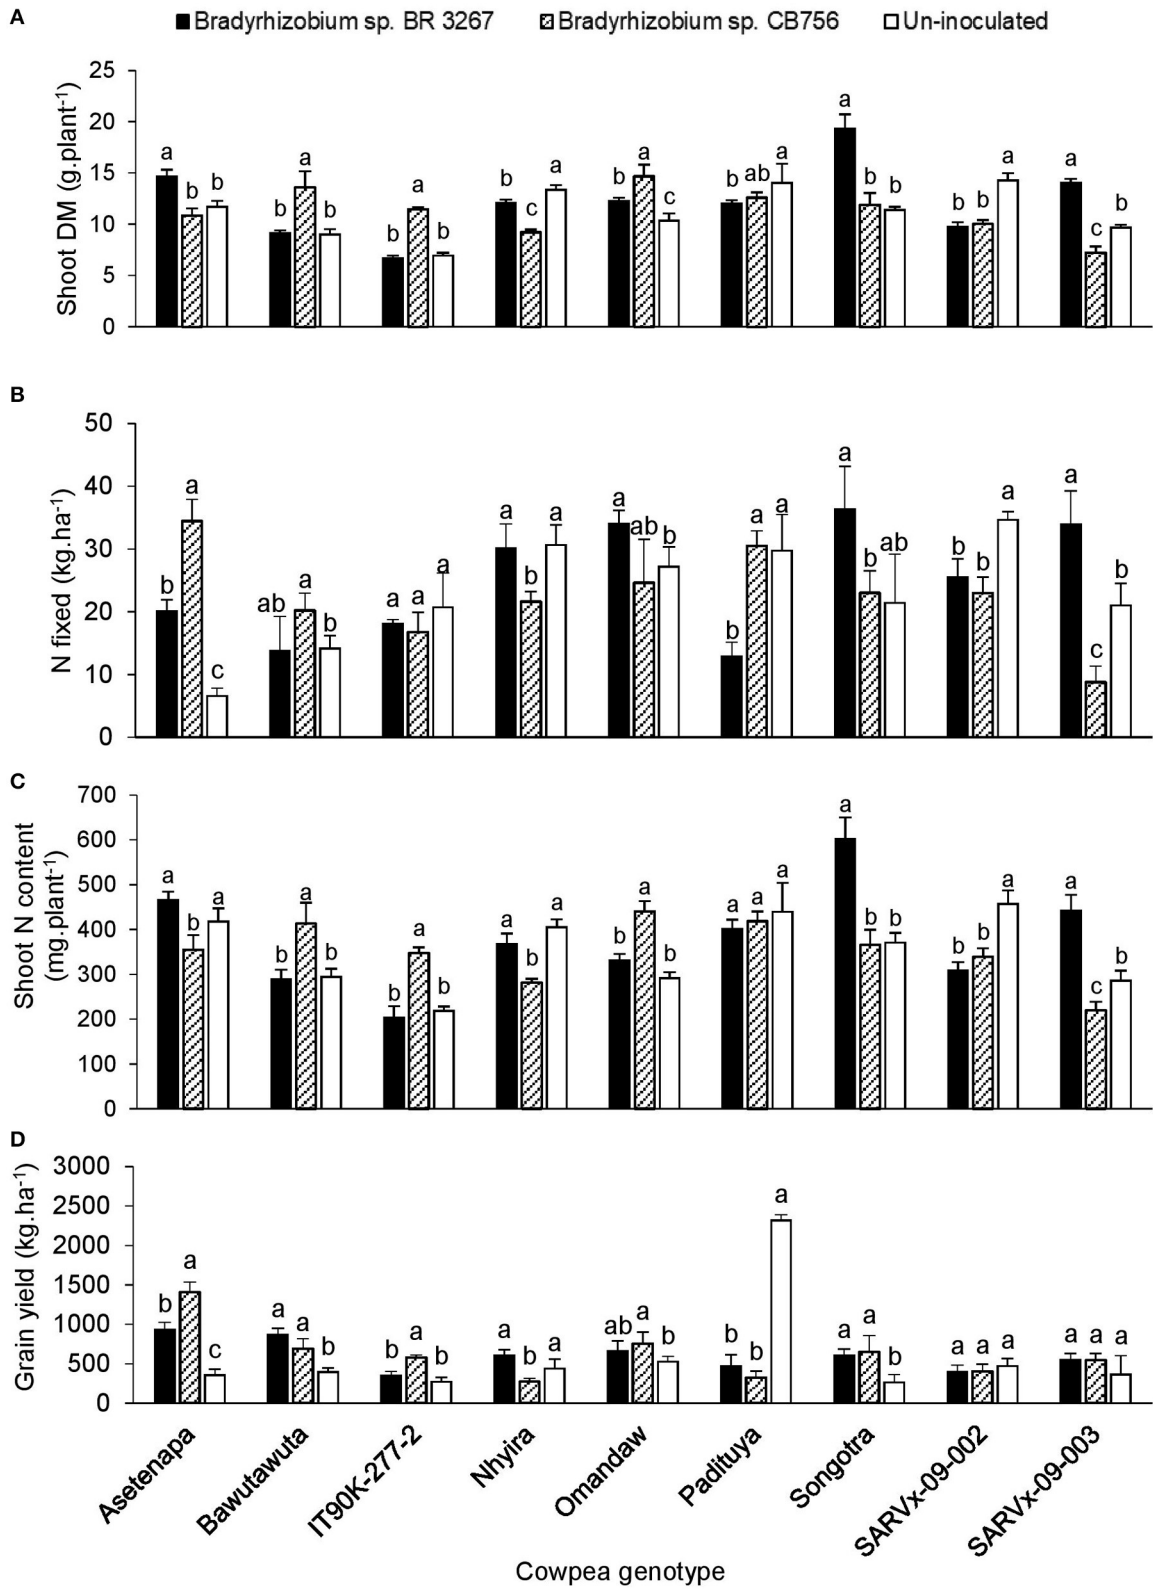 A
Bradyrhizobium sp. BR 3267 Bradyrhizobium sp. CB756 Un-inoculated
Shoot DM (g.plant-1)
25
20
15
10
5
0
a b b b a b b a b b c a b a c b ab a a b b b b a a c b
B
N fixed (kg.ha-1)
50
40
30
20
10
0
b a c ab a b a a a a b a a ab b b a a a b ab b b a a c b
C
Shoot N content
(mg.plant-1)
700
600
500
400
300
200
100
0
a b a b a b b a b a b a b a b a a a a b b b b a a c b
D
Grain yield (kg.ha-1)
3000
2500
2000
1500
1000
500
0
b a c a a b b a b a b a ab a b b b a a a b a a a a a a
Asetenapa
Bawutawuta
IT90K-277-2
Nhyira
Omandaw
Padituya
Songotra
SARVx-09-002
SARVx-09-003
Cowpea genotype